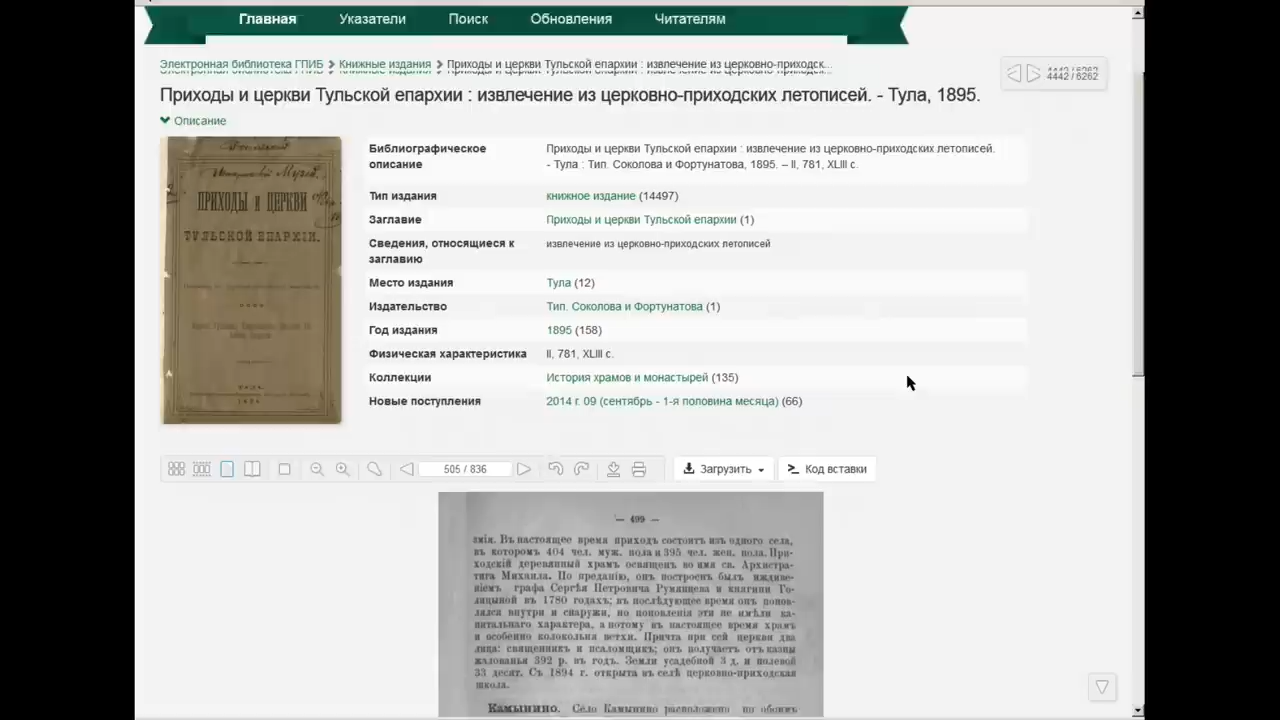 Главная Указатели Поиск Обновления Читателям
Электронная библиотека ГПИБ Книжные издания Приходы и церкви Тульской епархии : извлечение из церковно-приходск...
4442 / 6262
Приходы и церкви Тульской епархии : извлечение из церковно-приходских летописей. - Тула, 1895.
Описание
ПРИХОДЫ И ЦЕРКВИ
ТУЛЬСКОЙ ЕПАРХІИ.
Библиографическое описание
Приходы и церкви Тульской епархии : извлечение из церковно-приходских летописей.
- Тула : Тип. Соколова и Фортунатова, 1895. – II, 781, XLIII с.
Тип издания книжное издание (14497)
Заглавие Приходы и церкви Тульской епархии (1)
Сведения, относящиеся к заглавию извлечение из церковно-приходских летописей
Место издания Тула (12)
Издательство Тип. Соколова и Фортунатова (1)
Год издания 1895 (158)
Физическая характеристика II, 781, XLIII с.
Коллекции История храмов и монастырей (135)
Новые поступления 2014 г. 09 (сентябрь - 1-я половина месяца) (66)
505 / 836 Загрузить Код вставки
— 499 —
змія. Въ настоящее время приходъ состоитъ изъ одного села,
въ которомъ 404 чел. муж. пола и 395 чел. жен. пола. При-
ходскій деревянный храмъ освященъ во имя св. Архистра-
тига Михаила. По преданію, онъ построенъ былъ иждиве-
ніемъ графа Сергѣя Петровича Румянцева и княгини Го-
лицыной въ 1780 годахъ; въ послѣдующее время онъ понов-
лялся внутри и снаружи, но поновленія эти не имѣли ка-
питальнаго характера, а потому въ настоящее время храмъ
и особенно колокольня ветхи. Причта при сей церкви два
лица: священникъ и псаломщикъ; онъ получаетъ отъ казны
жалованья 392 р. въ годъ. Земли усадебной 3 д. и полевой
33 десят. Съ 1894 г. открыта въ селѣ церковно-приходская
школа.
Камынино. Село Камынино расположено по обоимъ